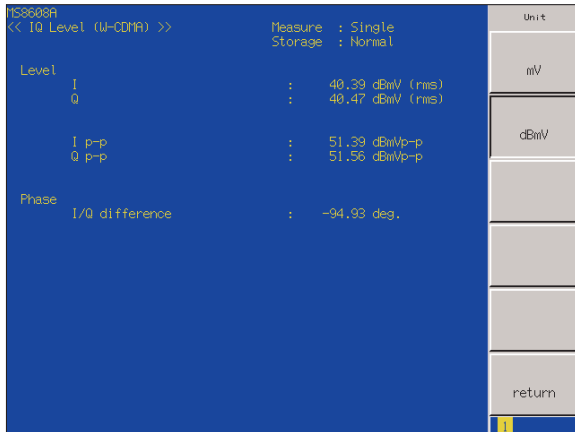 MS8608A
<< IQ Level (W-CDMA) >> Measure : Single
Storage : Normal
Level
I : 40.39 dBmV (rms)
Q : 40.47 dBmV (rms)
I p-p : 51.39 dBmVp-p
Q p-p : 51.56 dBmVp-p
Phase
I/Q difference : -94.93 deg.
Unit
mV
dBmV
return
1